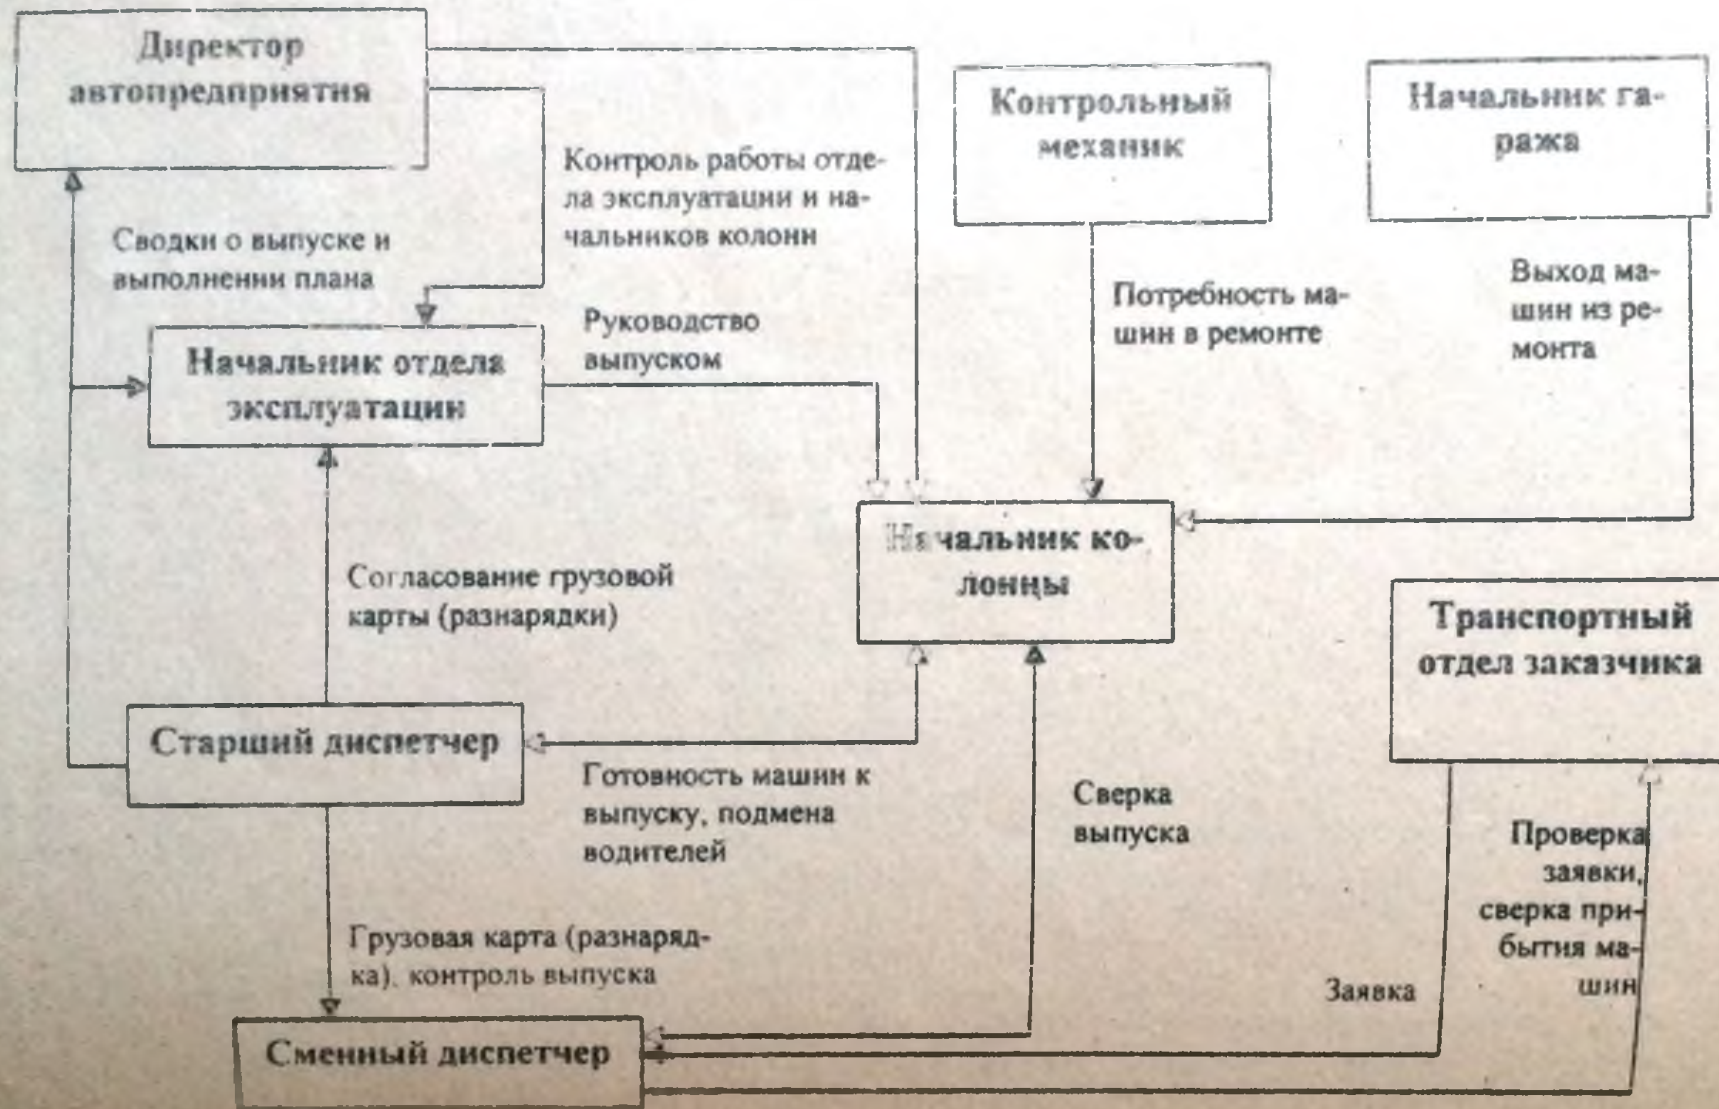 Директор
автопредприятия
Контрольный
механик
Начальник га-
ража
Контроль работы отде-
ла эксплуатации и на-
чальников колонн
Сводки о выпуске и
выполнении плана
Руководство
выпуском
Потребность ма-
шин в ремонте
Выход ма-
шин из ре-
монта
Начальник отдела
эксплуатации
Начальник ко-
лонны
Согласование грузовой
карты (разнарядки)
Транспортный
отдел заказчика
Старший диспетчер
Готовность машин к
выпуску, подмена
водителей
Сверка
выпуска
Проверка
заявки,
сверка при-
бытия ма-
шин
Грузовая карта (разнаряд-
ка), контроль выпуска
Заявка
Сменный диспетчер